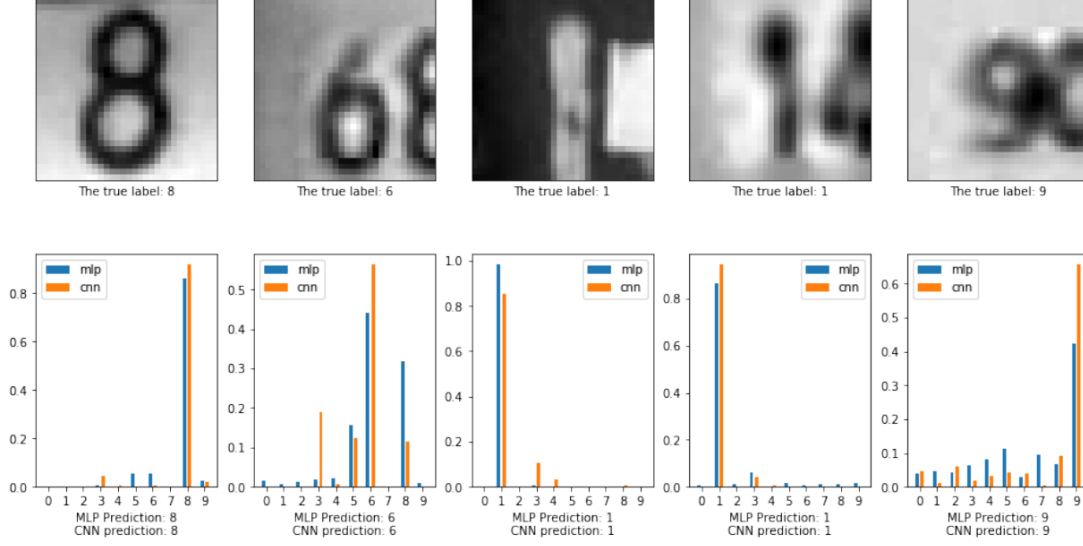 8
68
1
1
9
The true label: 8
The true label: 6
The true label: 1
The true label: 1
The true label: 9
mlp
cnn
0.8
0.6
0.4
0.2
0.0
0 1 2 3 4 5 6 7 8 9
MLP Prediction: 8
CNN prediction: 8
mlp
cnn
0.5
0.4
0.3
0.2
0.1
0.0
0 1 2 3 4 5 6 7 8 9
MLP Prediction: 6
CNN prediction: 6
mlp
cnn
1.0
0.8
0.6
0.4
0.2
0.0
0 1 2 3 4 5 6 7 8 9
MLP Prediction: 1
CNN prediction: 1
mlp
cnn
0.8
0.6
0.4
0.2
0.0
0 1 2 3 4 5 6 7 8 9
MLP Prediction: 1
CNN prediction: 1
mlp
cnn
0.6
0.5
0.4
0.3
0.2
0.1
0.0
0 1 2 3 4 5 6 7 8 9
MLP Prediction: 9
CNN prediction: 9